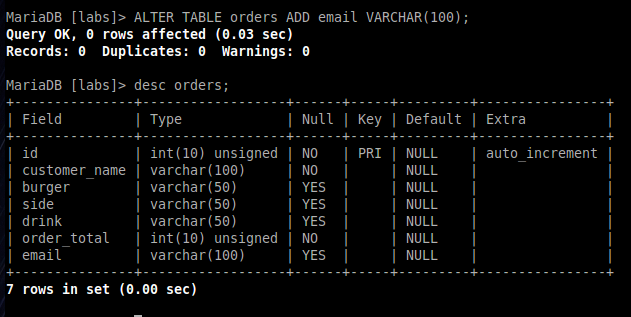 MariaDB [labs]> ALTER TABLE orders ADD email VARCHAR(100);
Query OK, 0 rows affected (0.03 sec)
Records: 0  Duplicates: 0  Warnings: 0

MariaDB [labs]> desc orders;
+---------------+------------------+------+-----+---------+----------------+
| Field         | Type             | Null | Key | Default | Extra          |
+---------------+------------------+------+-----+---------+----------------+
| id            | int(10) unsigned | NO   | PRI | NULL    | auto_increment |
| customer_name | varchar(100)     | NO   |     | NULL    |                |
| burger        | varchar(50)      | YES  |     | NULL    |                |
| side          | varchar(50)      | YES  |     | NULL    |                |
| drink         | varchar(50)      | YES  |     | NULL    |                |
| order_total   | int(10) unsigned | NO   |     | NULL    |                |
| email         | varchar(100)     | YES  |     | NULL    |                |
+---------------+------------------+------+-----+---------+----------------+
7 rows in set (0.00 sec)